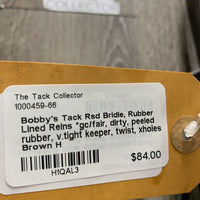 COLLECTOR
The Tack Collector
1000459-66
Bobby's Tack Rsd Bridle, Rubber
Lined Reins *gc/fair, dirty, peeled
rubber, v.tight keeper, twist, xholes
Brown H
$84.00
H1QAL3